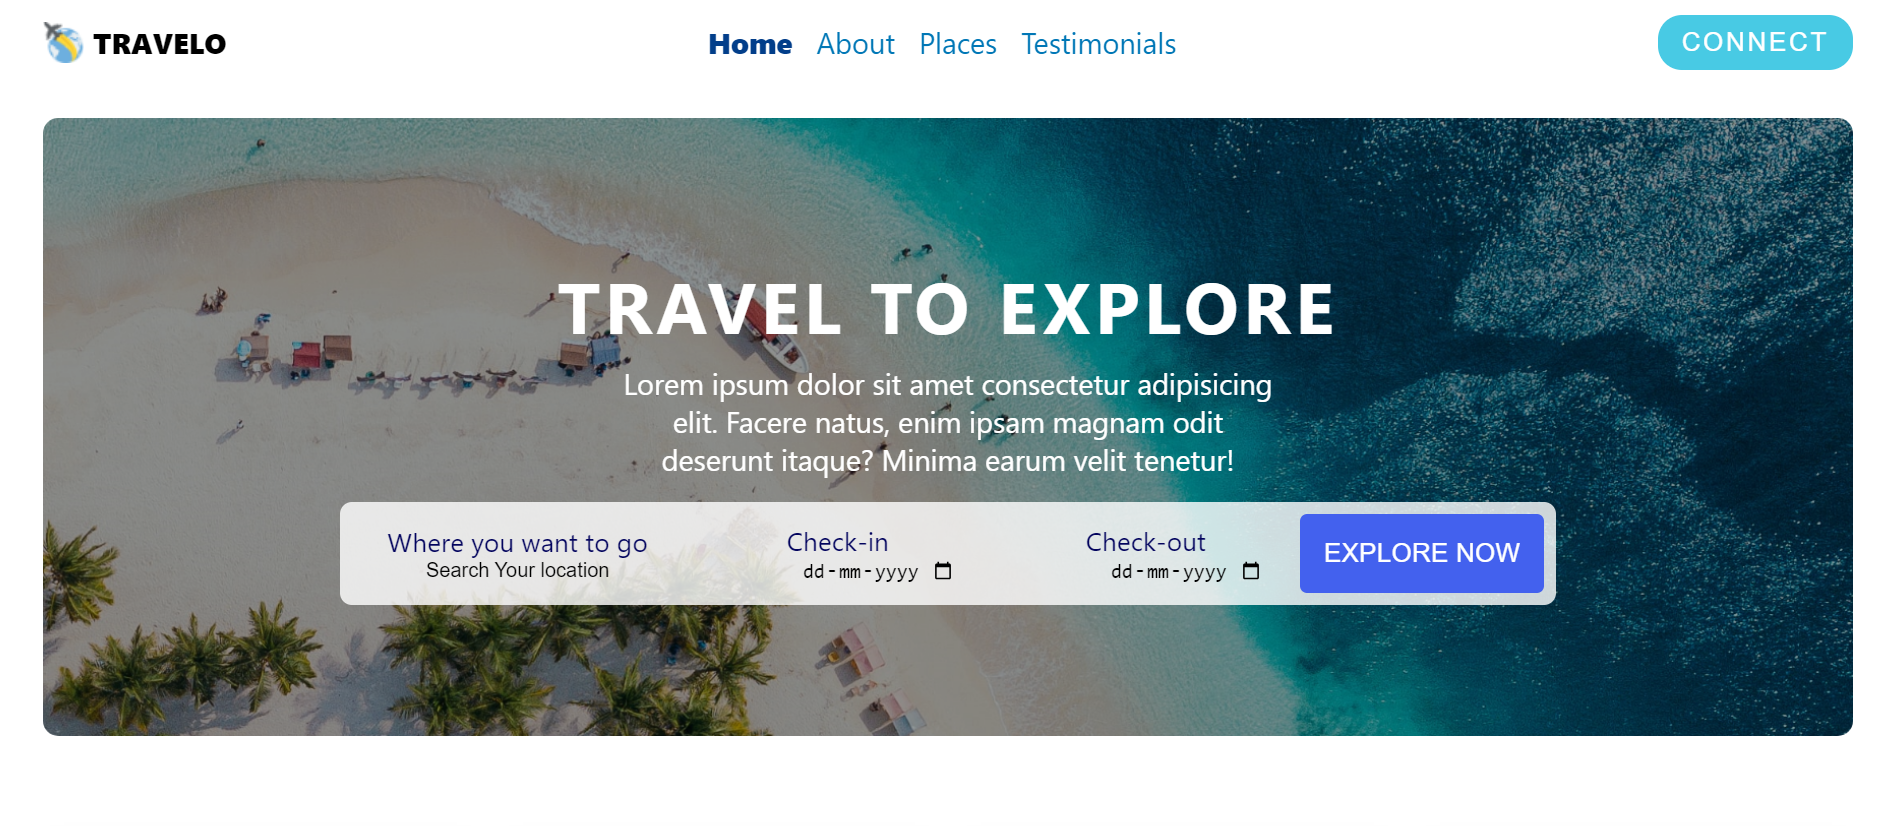 TRAVELO
Home About Places Testimonials
CONNECT
TRAVEL TO EXPLORE
Lorem ipsum dolor sit amet consectetur adipisicing
elit. Facere natus, enim ipsam magnam odit
deserunt itaque? Minima earum velit tenetur!
Where you want to go
Search Your location
Check-in
dd-mm-yyyy
Check-out
dd-mm-yyyy
EXPLORE NOW